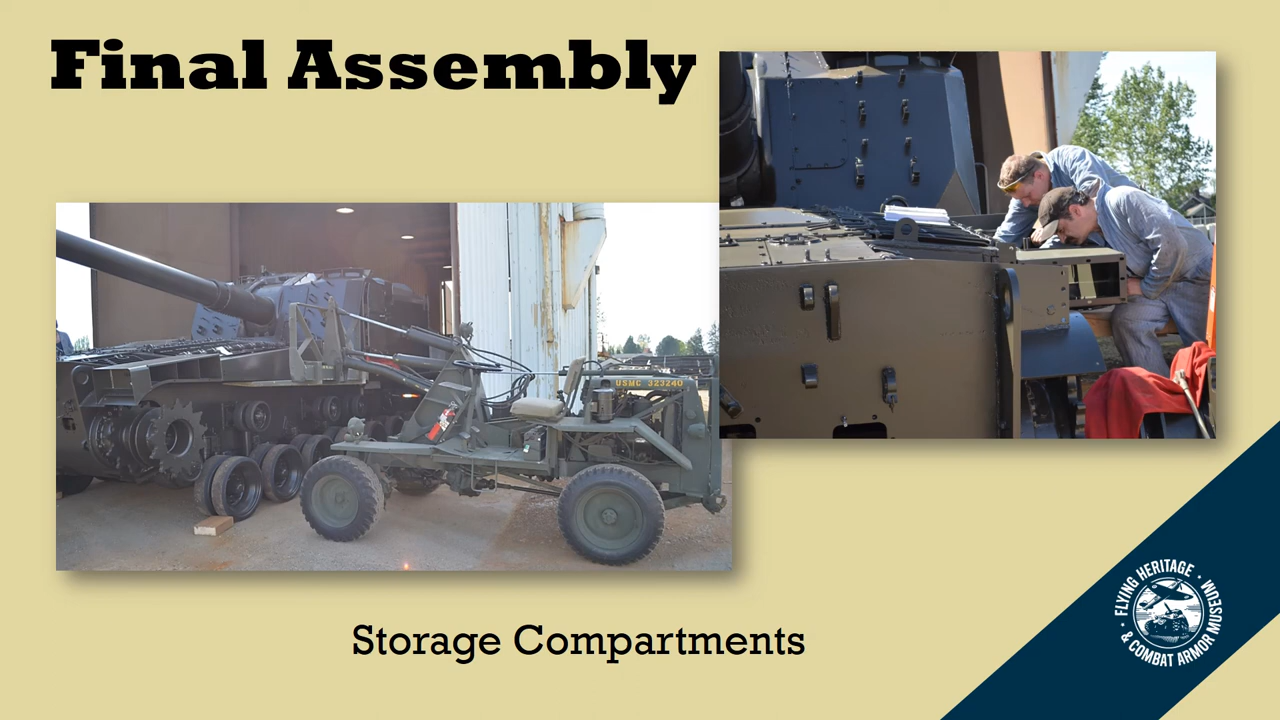 Final Assembly
USMC 323240
Storage Compartments
FLYING HERITAGE
& COMBAT ARMOR MUSEUM